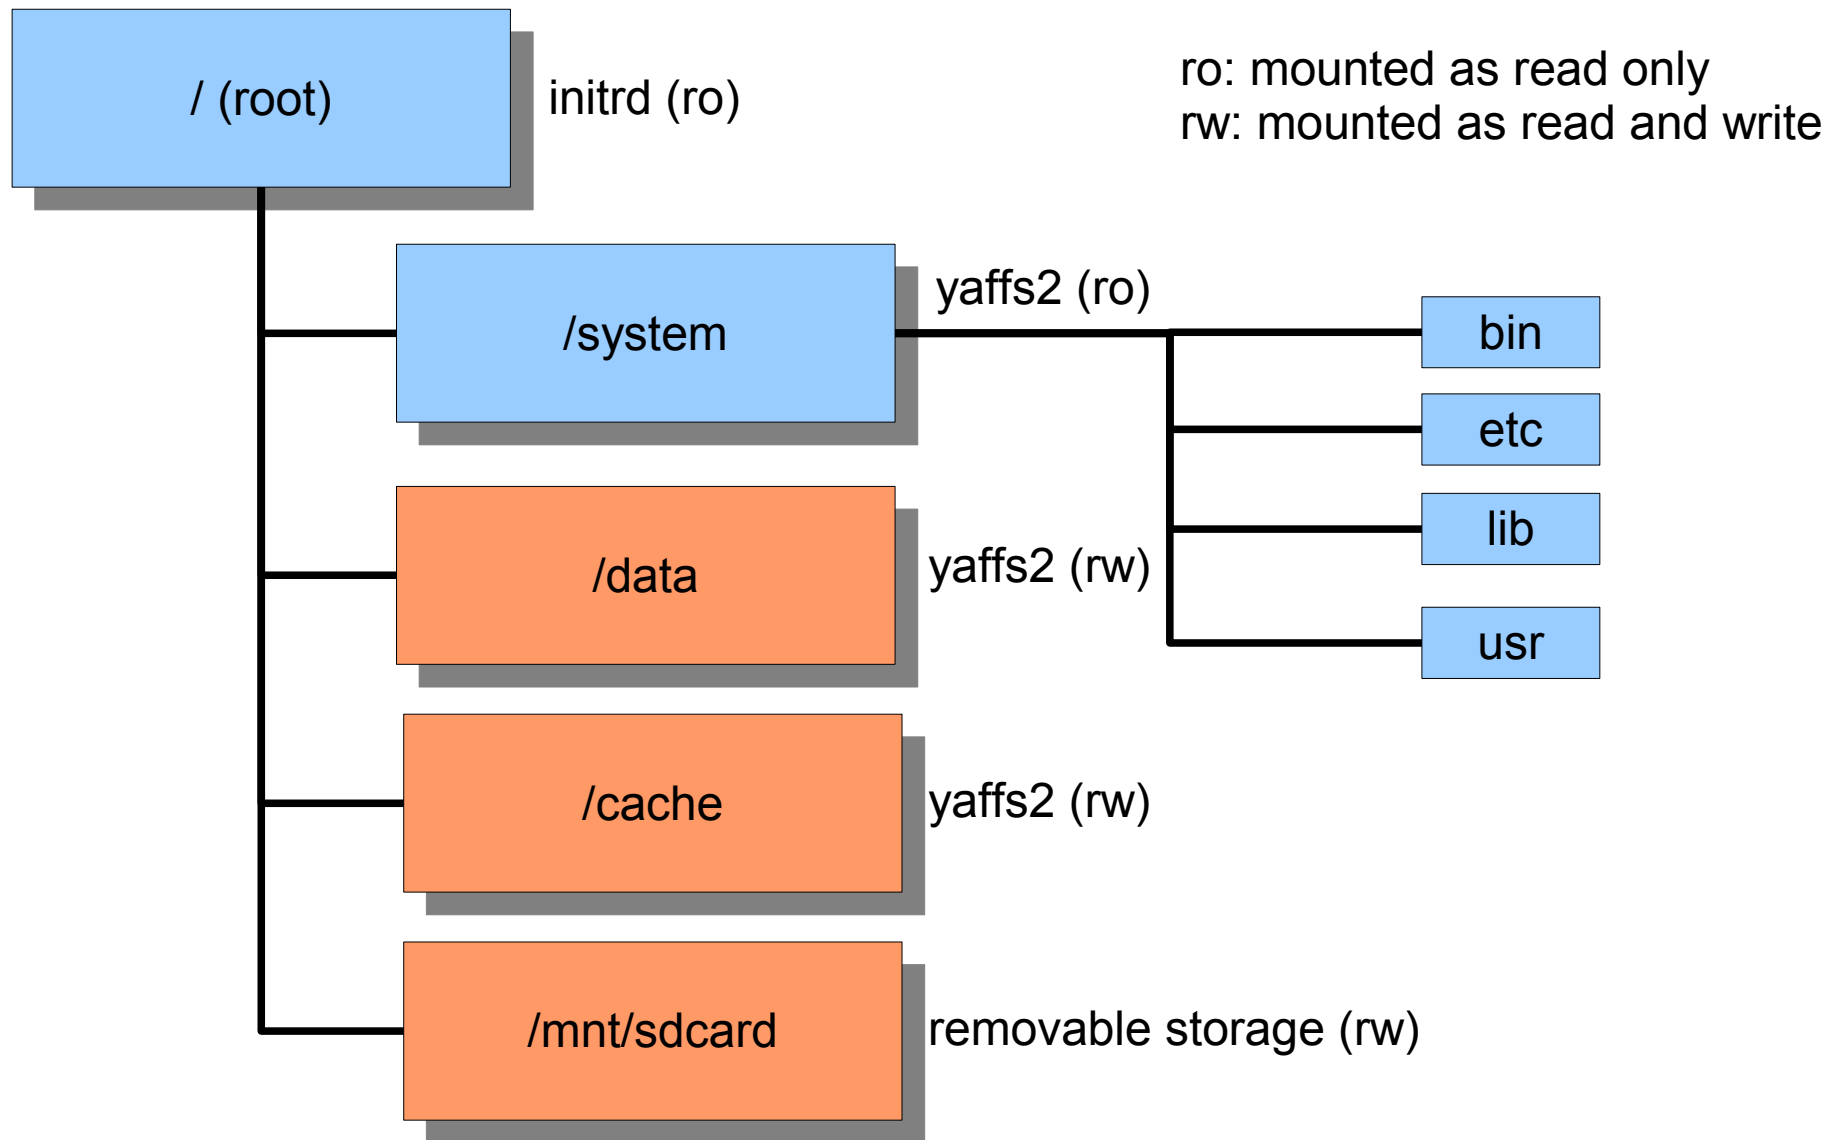 / (root)
initrd (ro)
ro: mounted as read only
rw: mounted as read and write
/system
yaffs2 (ro)
bin
etc
lib
usr
/data
yaffs2 (rw)
/cache
yaffs2 (rw)
/mnt/sdcard
removable storage (rw)